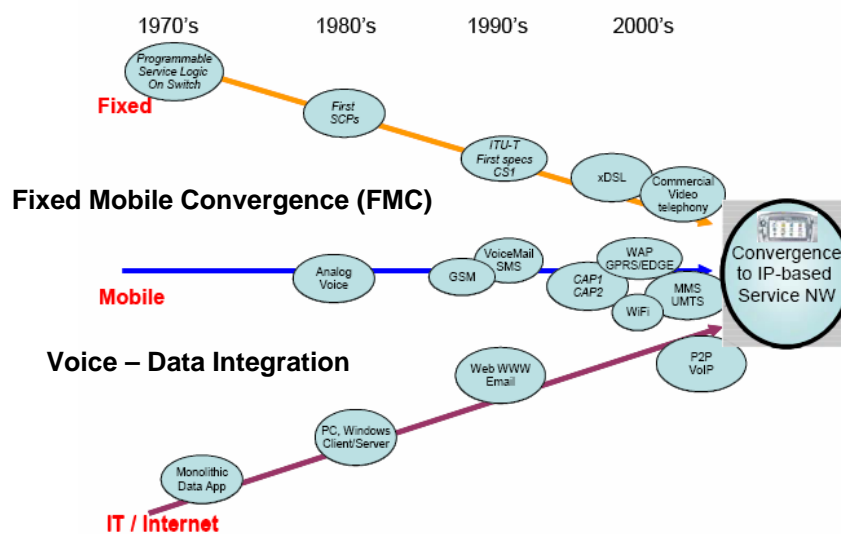 1970's 1980's 1990's 2000's
Programmable
Service Logic
On Switch
Fixed
First
SCPs
ITU-T
First specs
CS1
xDSL
Commercial
Video
telephony
Fixed Mobile Convergence (FMC)
Convergence
to IP-based
Service NW
Mobile
Analog
Voice
GSM
VoiceMail
SMS
CAP1
CAP2
WAP
GPRS/EDGE
WiFi
MMS
UMTS
Voice – Data Integration
P2P
VoIP
Web WWW
Email
PC, Windows
Client/Server
Monolithic
Data App
IT / Internet